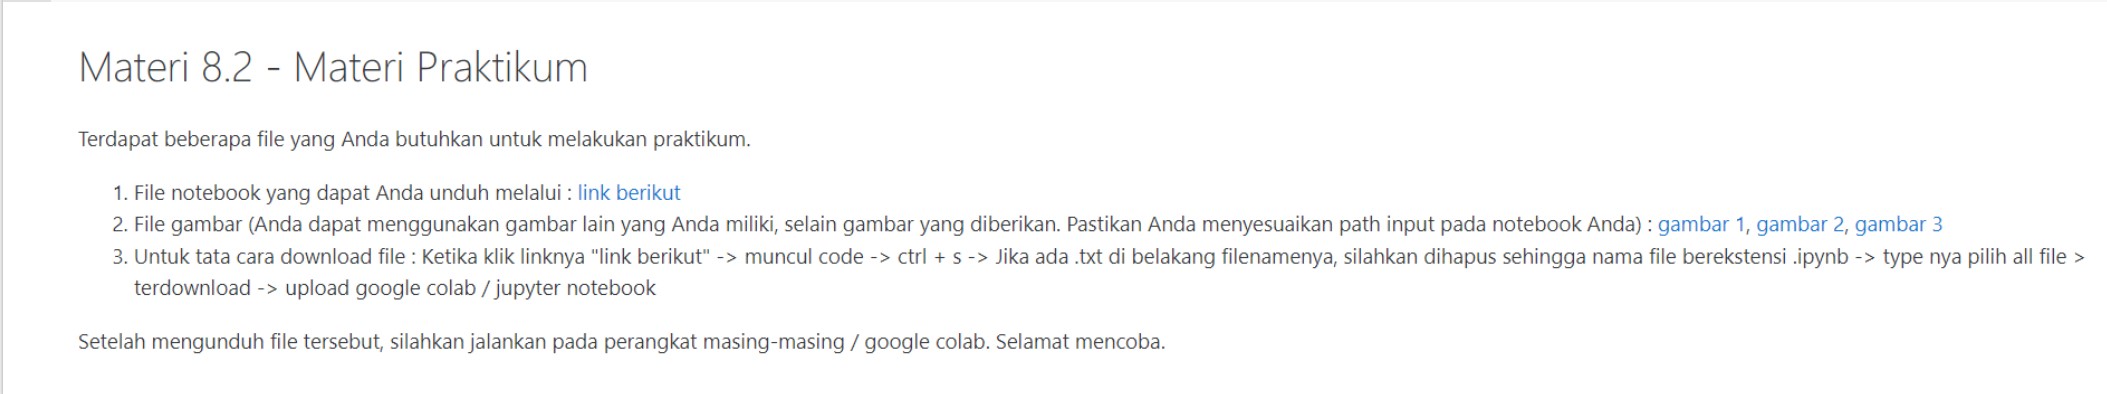 Materi 8.2 - Materi Praktikum
Terdapat beberapa file yang Anda butuhkan untuk melakukan praktikum.
1. File notebook yang dapat Anda unduh melalui : link berikut
2. File gambar (Anda dapat menggunakan gambar lain yang Anda miliki, selain gambar yang diberikan. Pastikan Anda menyesuaikan path input pada notebook Anda) : gambar 1, gambar 2, gambar 3
3. Untuk tata cara download file : Ketika klik linknya "link berikut" -> muncul code -> ctrl + s -> Jika ada .txt di belakang filenamenya, silahkan dihapus sehingga nama file berekstensi .ipynb -> type nya pilih all file >
terdownload -> upload google colab / jupyter notebook
Setelah mengunduh file tersebut, silahkan jalankan pada perangkat masing-masing / google colab. Selamat mencoba.